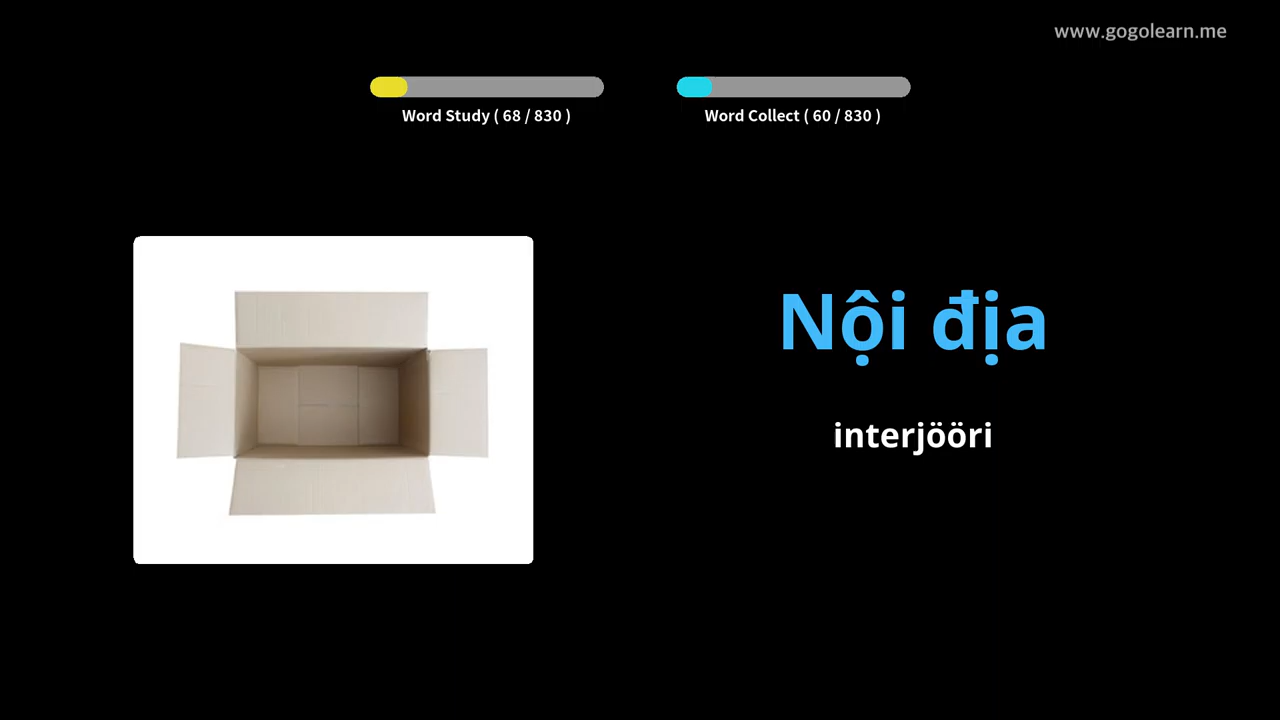 www.gogolearn.me
Word Study ( 68 / 830 )
Word Collect ( 60 / 830 )
Nội địa
interjööri